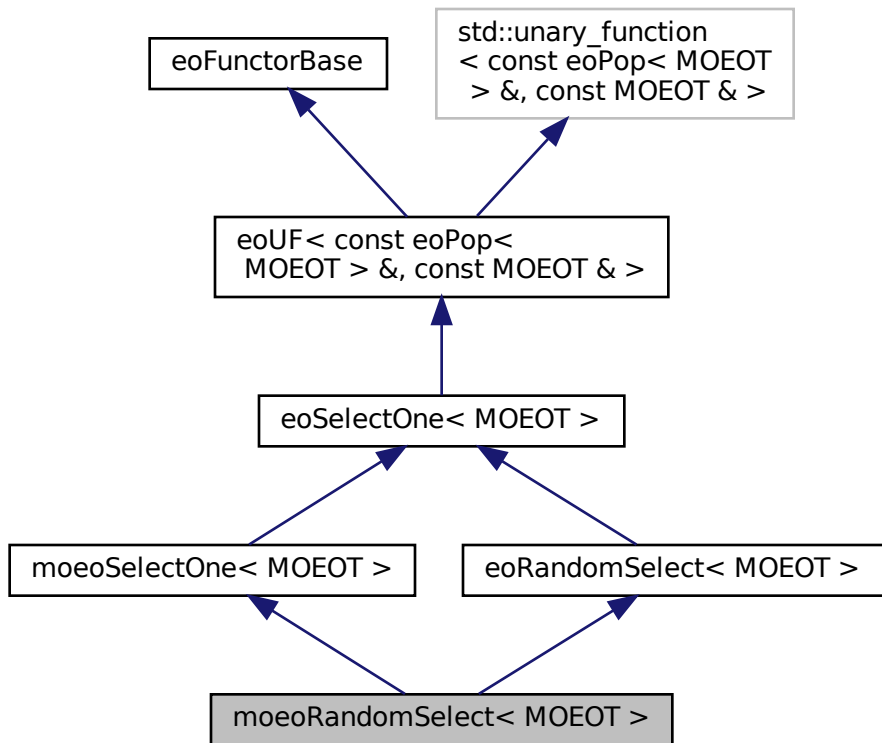 eoFunctorBase
std::unary_function
< const eoPop< MOEOT
> &, const MOEOT & >
eoUF< const eoPop<
MOEOT > &, const MOEOT & >
eoSelectOne< MOEOT >
moeoSelectOne< MOEOT >
eoRandomSelect< MOEOT >
moeoRandomSelect< MOEOT >